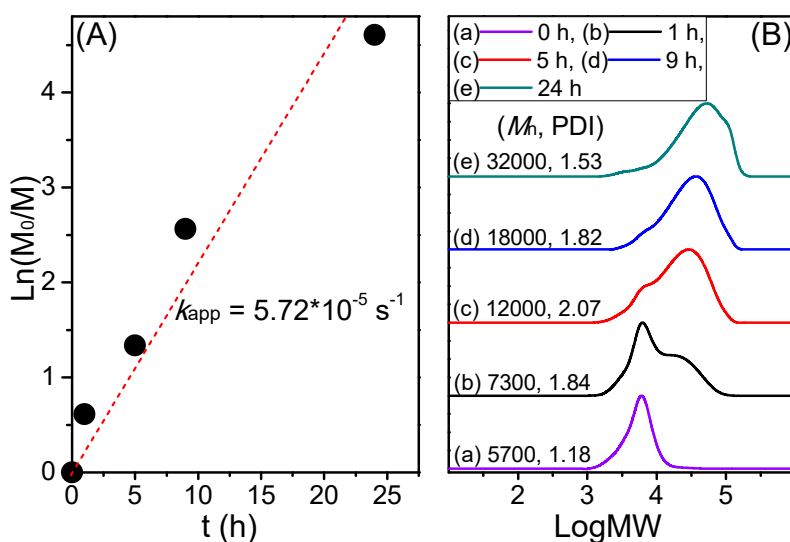 (A)
Ln(M₀/M)
4
3
2
1
0
kapp = 5.72*10⁻⁵ s⁻¹
0 5 10 15 20 25
t (h)
(B)
(a) 0 h, (b) 1 h,
(c) 5 h, (d) 9 h,
(e) 24 h
(Mn, PDI)
(e) 32000, 1.53
(d) 18000, 1.82
(c) 12000, 2.07
(b) 7300, 1.84
(a) 5700, 1.18
2 3 4 5
LogMW